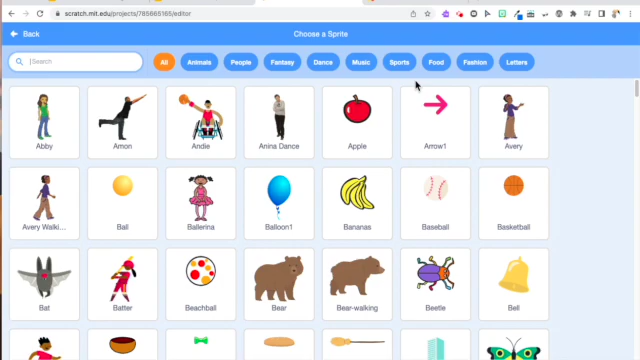 scratch.mit.edu/projects/785665165/editor
Back
Choose a Sprite
Search
All
Animals
People
Fantasy
Dance
Music
Sports
Food
Fashion
Letters
Abby
Amon
Andie
Anina Dance
Apple
Arrow1
Avery
Avery Walki...
Ball
Ballerina
Balloon1
Bananas
Baseball
Basketball
Bat
Batter
Beachball
Bear
Bear-walking
Beetle
Bell